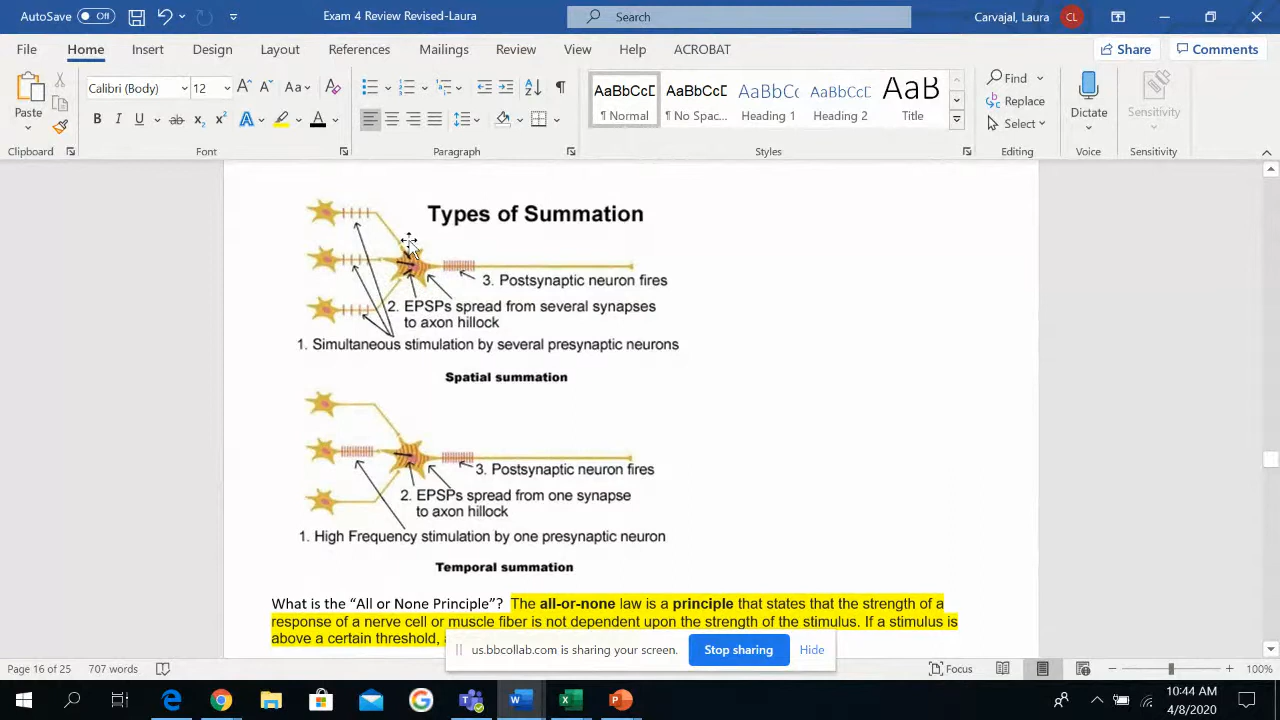 AutoSave Off Exam 4 Review Revised-Laura Search Carvajal, Laura CL
File Home Insert Design Layout References Mailings Review View Help ACROBAT Share Comments
Paste Calibri (Body) 12 Aa AaBbCcD AaBbCcD AaBbCc AaBbCcD AaB Find Replace Select Dictate Sensitivity
¶ Normal ¶ No Spac... Heading 1 Heading 2 Title
Clipboard Font Paragraph Styles Editing Voice Sensitivity
Types of Summation
3. Postsynaptic neuron fires
2. EPSPs spread from several synapses
to axon hillock
1. Simultaneous stimulation by several presynaptic neurons
Spatial summation
3. Postsynaptic neuron fires
2. EPSPs spread from one synapse
to axon hillock
1. High Frequency stimulation by one presynaptic neuron
Temporal summation
What is the “All or None Principle”? The all-or-none law is a principle that states that the strength of a
response of a nerve cell or muscle fiber is not dependent upon the strength of the stimulus. If a stimulus is
above a certain threshold,
us.bbcollab.com is sharing your screen. Stop sharing Hide
Page 16 of 25 707 words Focus 100%
10:44 AM
4/8/2020